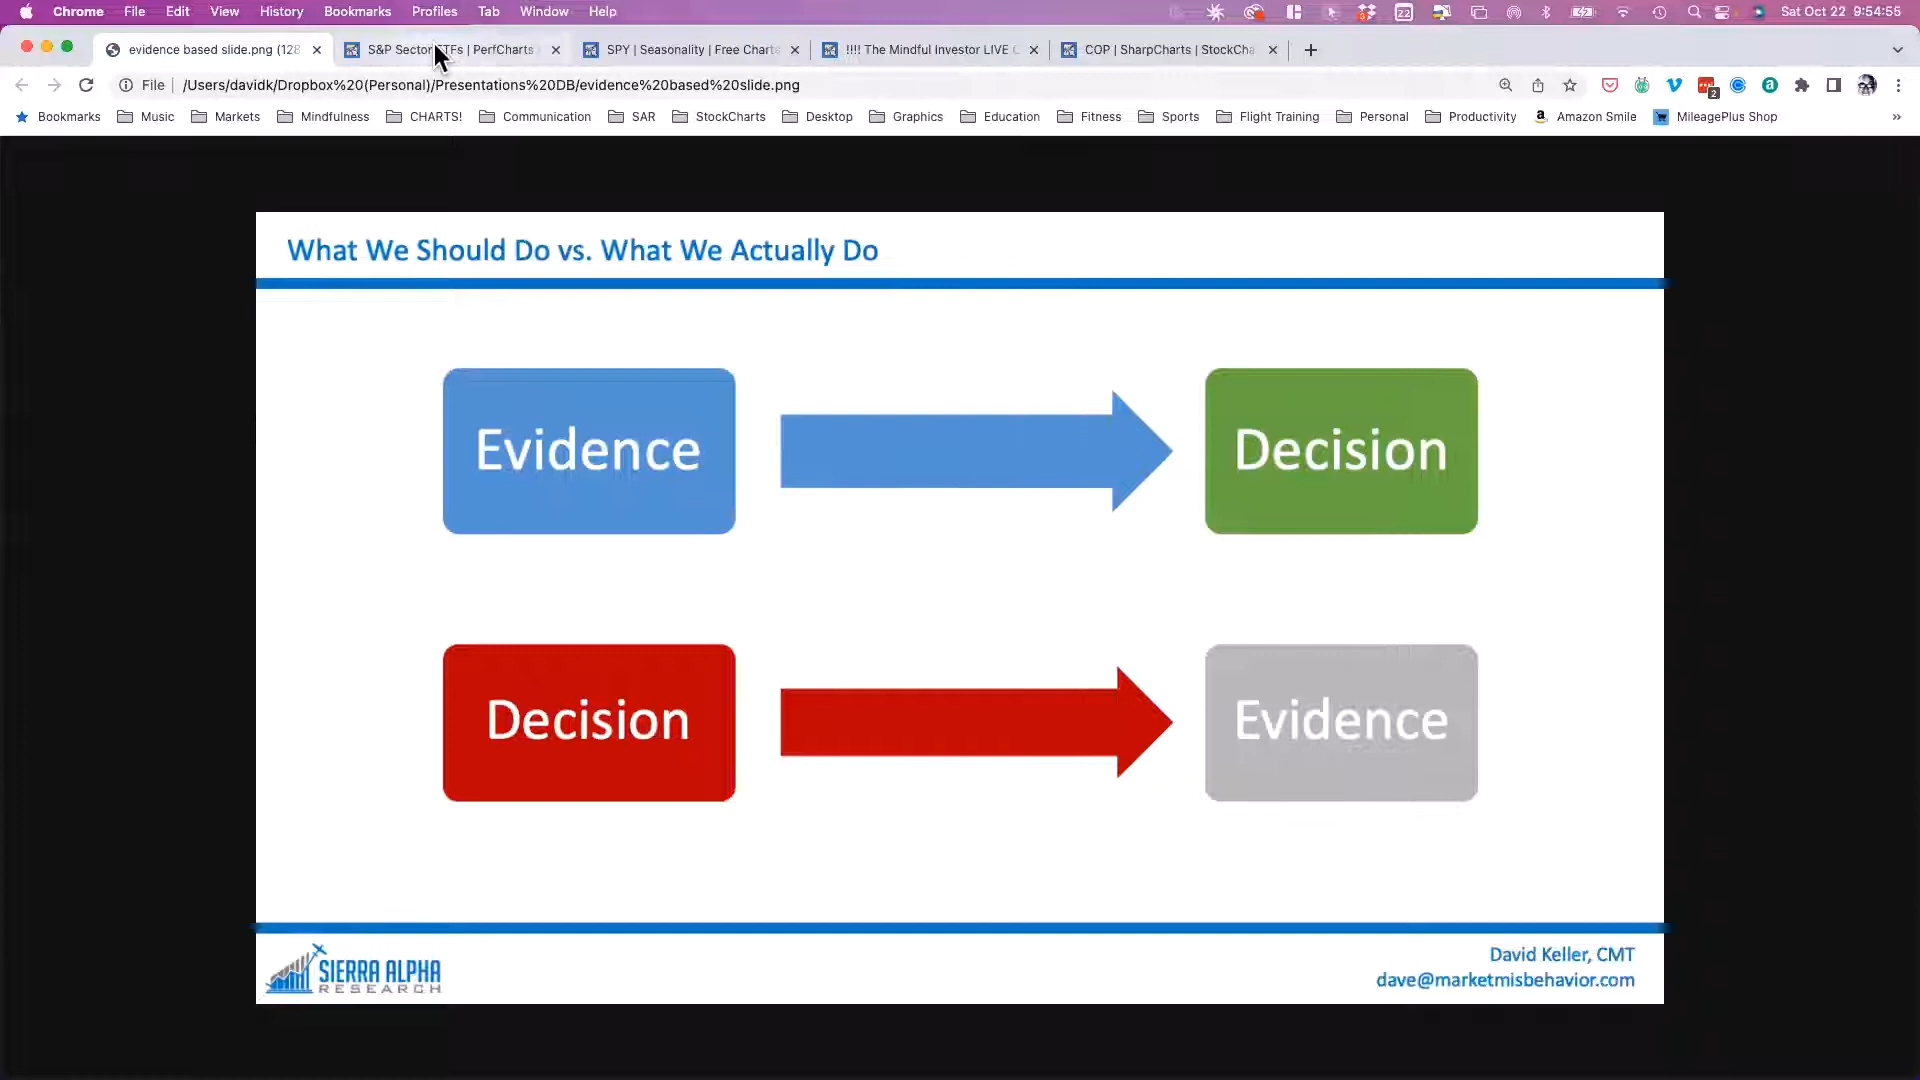 Chrome File Edit View History Bookmarks Profiles Tab Window Help 22 Sat Oct 22 9:54:55
evidence based slide.png (128 S&P Sector ETFs | PerfCharts SPY | Seasonality | Free Charts !!!! The Mindful Investor LIVE ( COP | SharpCharts | StockCha
File /Users/davidk/Dropbox%20(Personal)/Presentations%20DB/evidence%20based%20slide.png 2
Bookmarks Music Markets Mindfulness CHARTS! Communication SAR StockCharts Desktop Graphics Education Fitness Sports Flight Training Personal Productivity Amazon Smile MileagePlus Shop »
What We Should Do vs. What We Actually Do
Evidence Decision
Decision Evidence
SIERRA ALPHA
RESEARCH
David Keller, CMT
dave@marketmisbehavior.com